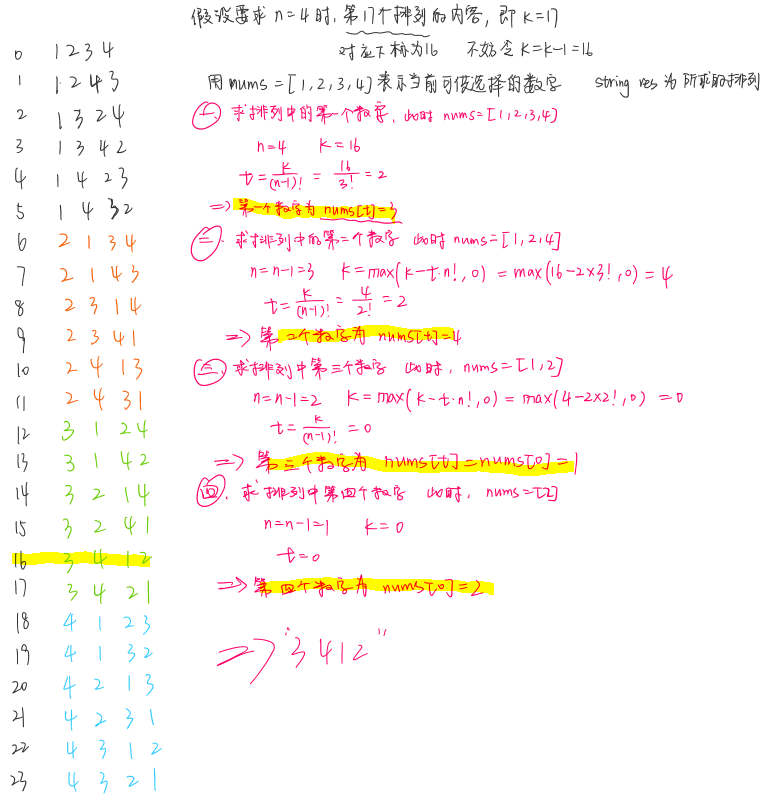 假设要求 n=4 时，第17个排列的内容，即 k=17
对应下标为16 不妨令 k=k-1=16
用 nums=[1,2,3,4] 表示当前可供选择的数字 string res 为所求的排列
一、求排列中的第一个数字，此时 nums=[1,2,3,4]
n=4 k=16
t=k/(n-1)! = 16/3! = 2
=> 第一个数字为 nums[t]=3
二、求排列中的第二个数字 此时 nums=[1,2,4]
n=n-1=3 k=max(k-t·n!,0)=max(16-2×3!,0)=4
t=k/(n-1)! = 4/2! = 2
=> 第二个数字为 nums[t]=4
三、求排列中第三个数字 此时，nums=[1,2]
n=n-1=2 k=max(k-t·n!,0)=max(4-2×2!,0)=0
t=k/(n-1)! = 0
=> 第三个数字为 nums[t]=nums[0]=1
四、求排列中第四个数字 此时，nums=[2]
n=n-1=1 k=0
t=0
=> 第四个数字为 nums[0]=2
=> "3412"
0 1 2 3 4
1 1 2 4 3
2 1 3 2 4
3 1 3 4 2
4 1 4 2 3
5 1 4 3 2
6 2 1 3 4
7 2 1 4 3
8 2 3 1 4
9 2 3 4 1
10 2 4 1 3
11 2 4 3 1
12 3 1 2 4
13 3 1 4 2
14 3 2 1 4
15 3 2 4 1
16 3 4 1 2
17 3 4 2 1
18 4 1 2 3
19 4 1 3 2
20 4 2 1 3
21 4 2 3 1
22 4 3 1 2
23 4 3 2 1